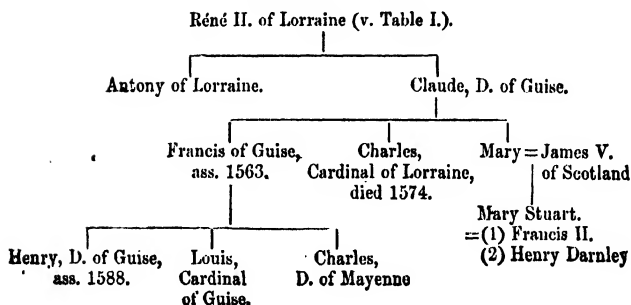 Réné II. of Lorraine (v. Table I.).
Antony of Lorraine. Claude, D. of Guise.
Francis of Guise, Charles, Mary = James V.
ass. 1563. Cardinal of Lorraine, of Scotland
died 1574.
Mary Stuart.
Henry, D. of Guise, Louis, Charles, =(1) Francis II.
ass. 1588. Cardinal D. of Mayenne (2) Henry Darnley
of Guise.